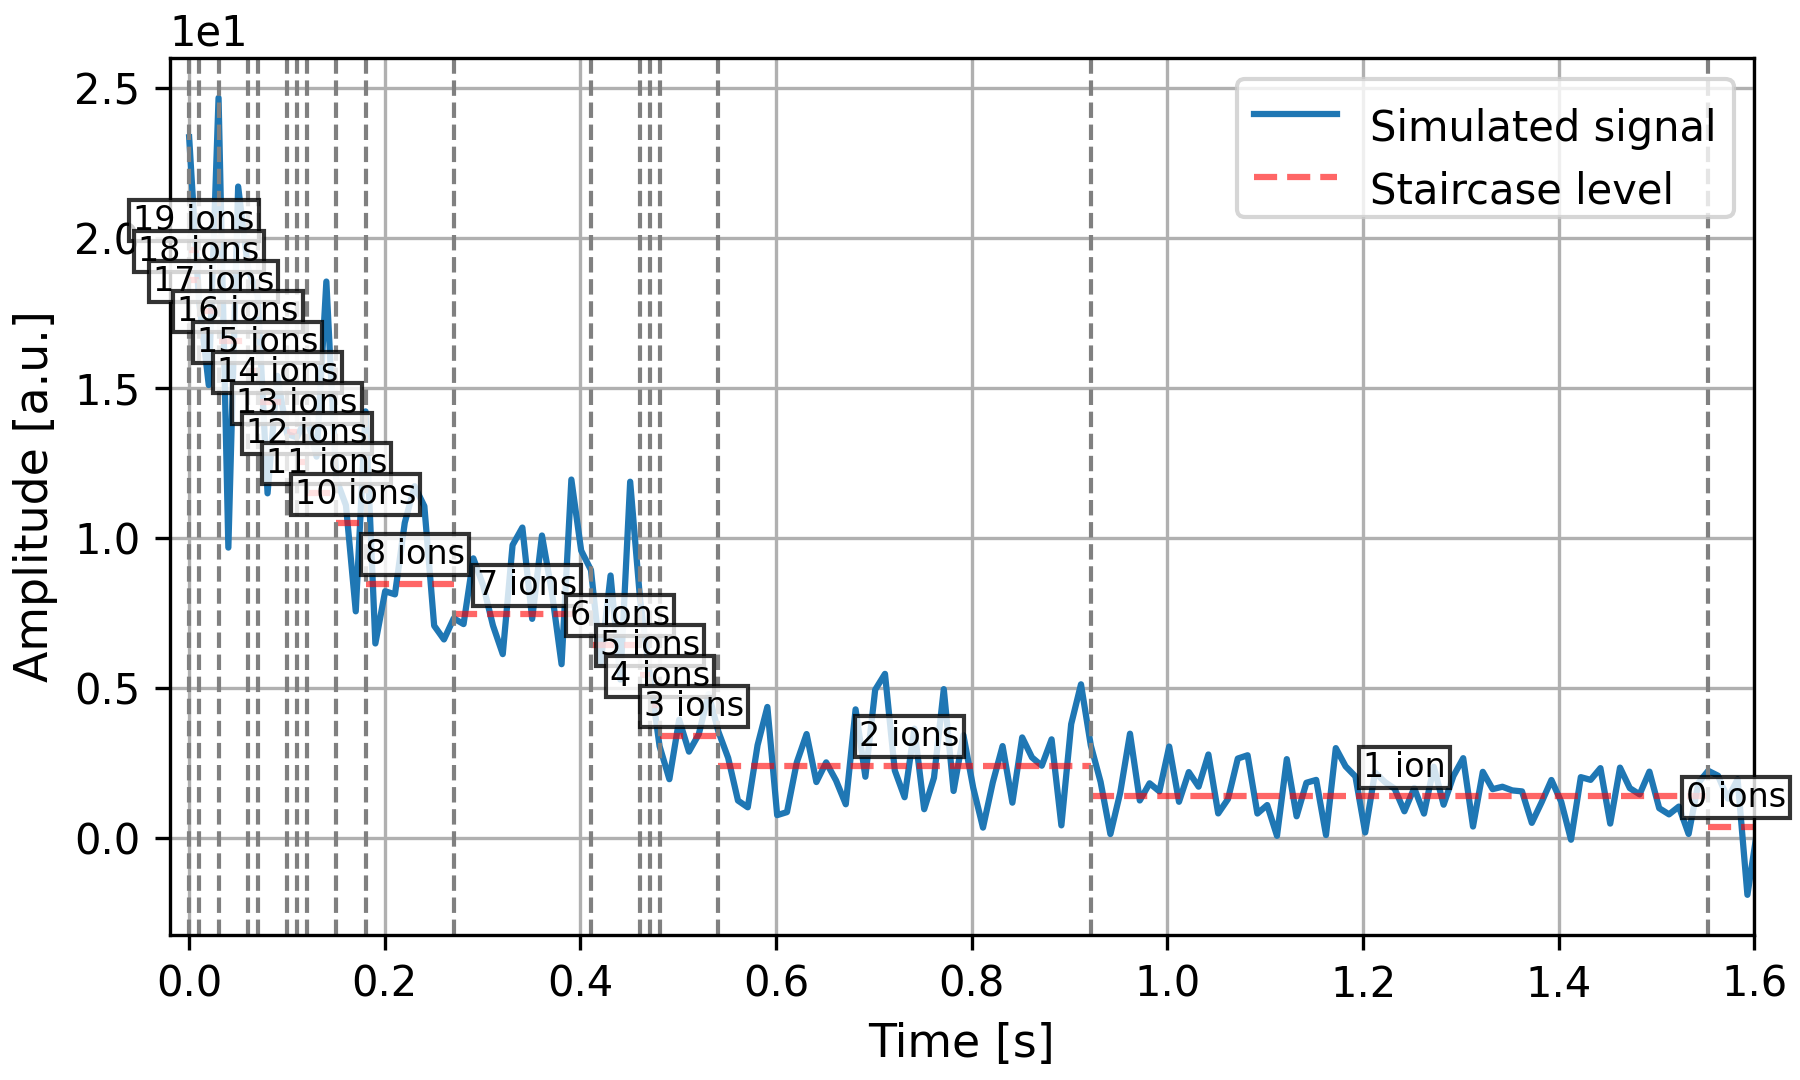 1e1
2.5
2.0
1.5
1.0
0.5
0.0
Amplitude [a.u.]
Simulated signal
Staircase level
19 ions
18 ions
17 ions
16 ions
15 ions
14 ions
13 ions
12 ions
11 ions
10 ions
8 ions
7 ions
6 ions
5 ions
4 ions
3 ions
2 ions
1 ion
0 ions
0.0 0.2 0.4 0.6 0.8 1.0 1.2 1.4 1.6
Time [s]